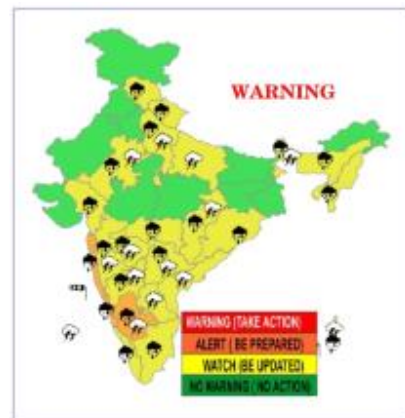 WARNING
WARNING (TAKE ACTION)
ALERT ( BE PREPARED)
WATCH (BE UPDATED)
NO WARNING ( NO ACTION)